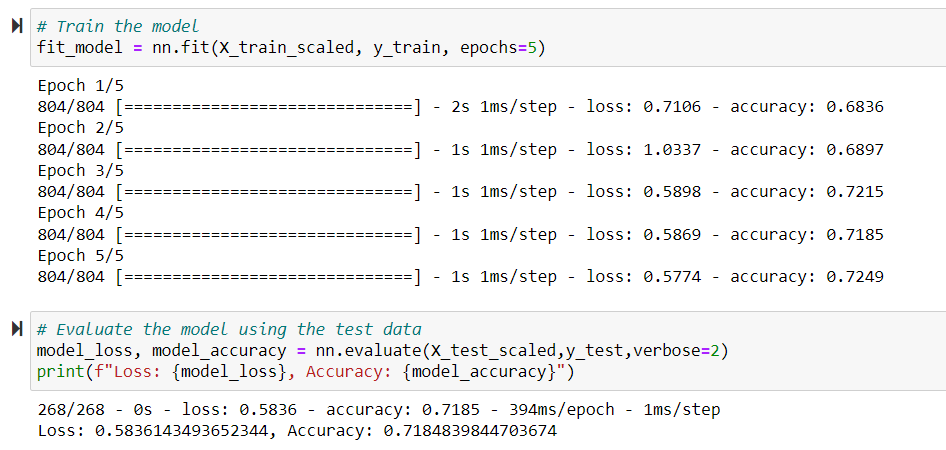 # Train the model
fit_model = nn.fit(X_train_scaled, y_train, epochs=5)
Epoch 1/5
804/804 [==============================] - 2s 1ms/step - loss: 0.7106 - accuracy: 0.6836
Epoch 2/5
804/804 [==============================] - 1s 1ms/step - loss: 1.0337 - accuracy: 0.6897
Epoch 3/5
804/804 [==============================] - 1s 1ms/step - loss: 0.5898 - accuracy: 0.7215
Epoch 4/5
804/804 [==============================] - 1s 1ms/step - loss: 0.5869 - accuracy: 0.7185
Epoch 5/5
804/804 [==============================] - 1s 1ms/step - loss: 0.5774 - accuracy: 0.7249
# Evaluate the model using the test data
model_loss, model_accuracy = nn.evaluate(X_test_scaled,y_test,verbose=2)
print(f"Loss: {model_loss}, Accuracy: {model_accuracy}")
268/268 - 0s - loss: 0.5836 - accuracy: 0.7185 - 394ms/epoch - 1ms/step
Loss: 0.5836143493652344, Accuracy: 0.7184839844703674